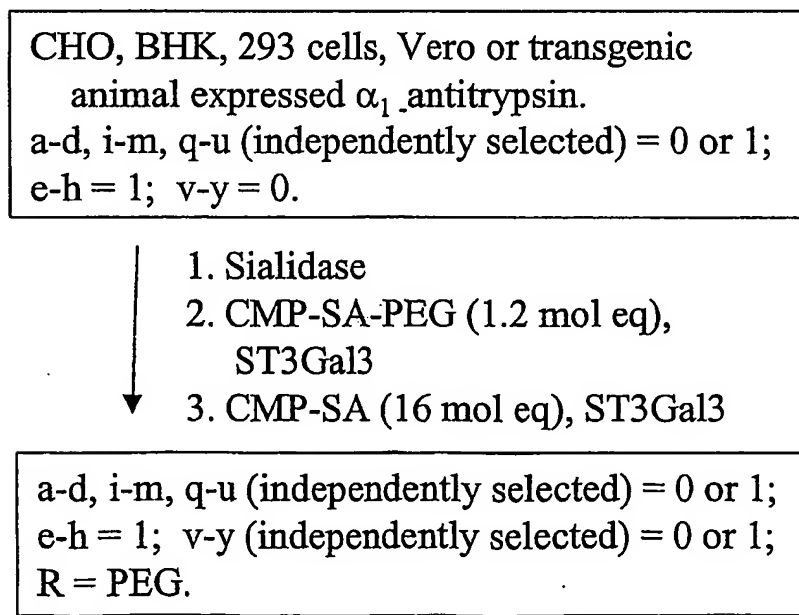 CHO, BHK, 293 cells, Vero or transgenic
animal expressed α₁ antitrypsin.
a-d, i-m, q-u (independently selected) = 0 or 1;
e-h = 1; v-y = 0.
1. Sialidase
2. CMP-SA-PEG (1.2 mol eq),
ST3Gal3
3. CMP-SA (16 mol eq), ST3Gal3
a-d, i-m, q-u (independently selected) = 0 or 1;
e-h = 1; v-y (independently selected) = 0 or 1;
R = PEG.